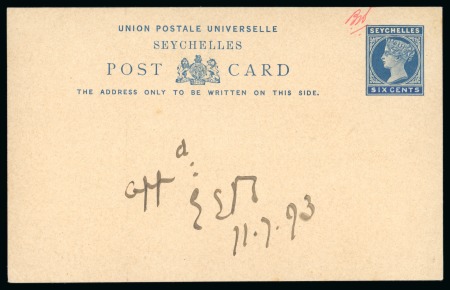 UNION POSTALE UNIVERSELLE
SEYCHELLES
POST CARD
THE ADDRESS ONLY TO BE WRITTEN ON THIS SIDE.
SEYCHELLES
SIX CENTS
appd
11.7.93